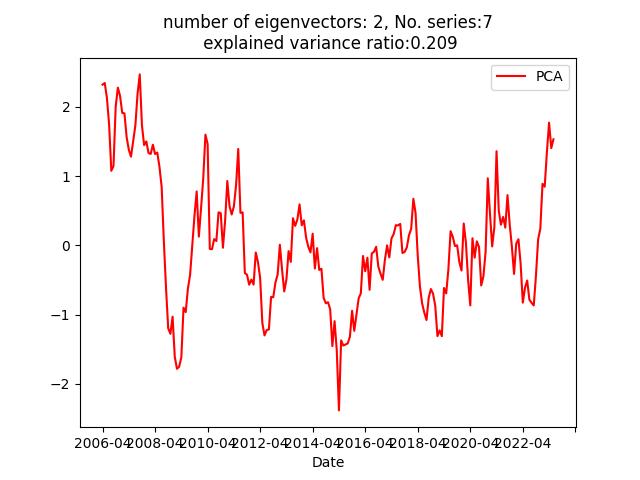 number of eigenvectors: 2, No. series:7
explained variance ratio:0.209
PCA
2
1
0
−1
−2
2006-04 2008-04 2010-04 2012-04 2014-04 2016-04 2018-04 2020-04 2022-04
Date